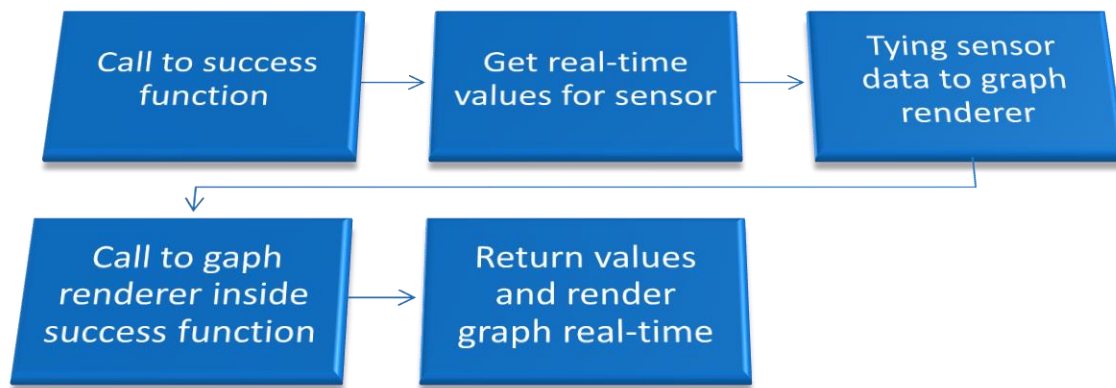 Call to success
function
Get real-time
values for sensor
Tying sensor
data to graph
renderer
Call to gaph
renderer inside
success function
Return values
and render
graph real-time